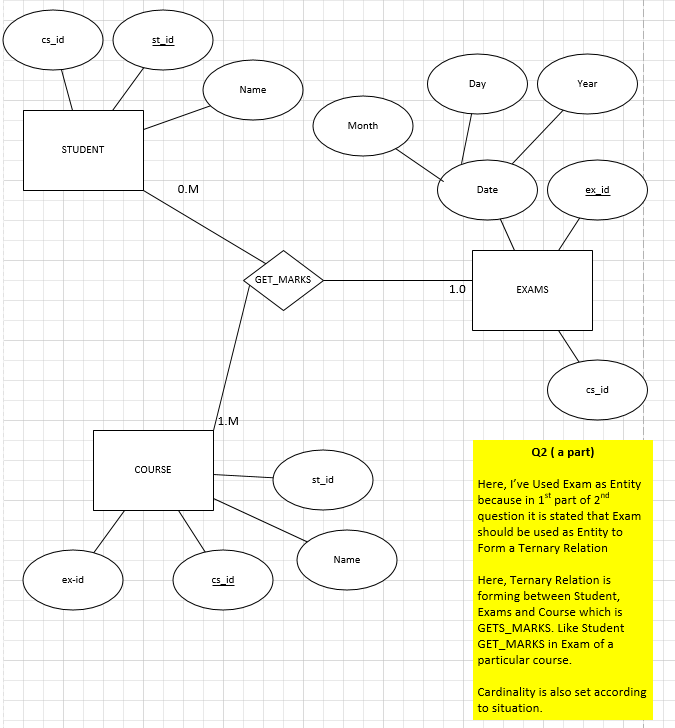 cs_id
st_id
Name
STUDENT
Day
Year
Month
Date
ex_id
0.M
GET_MARKS
1.0
EXAMS
cs_id
1.M
COURSE
st_id
Name
ex-id
cs_id
Q2 ( a part)
Here, I've Used Exam as Entity
because in 1st part of 2nd
question it is stated that Exam
should be used as Entity to
Form a Ternary Relation
Here, Ternary Relation is
forming between Student,
Exams and Course which is
GETS_MARKS. Like Student
GET_MARKS in Exam of a
particular course.
Cardinality is also set according
to situation.